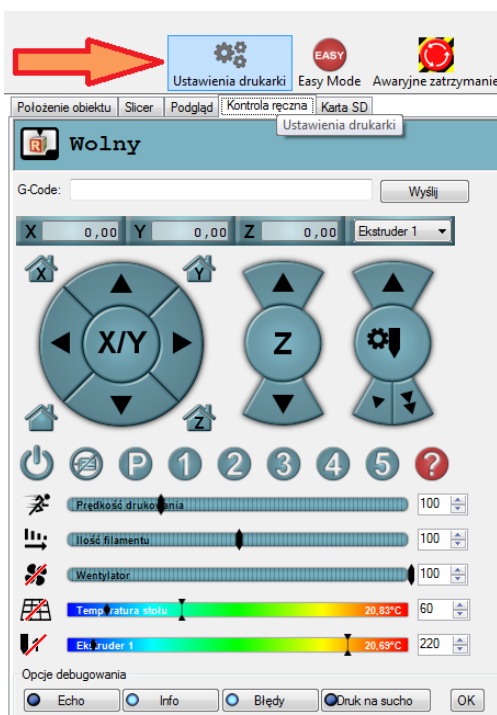 EASY
Ustawienia drukarki Easy Mode Awaryjne zatrzymanie
Położenie obiektu Slicer Podgląd Kontrola ręczna Karta SD
Ustawienia drukarki
R Wolny
G-Code: Wyślij
X 0,00 Y 0,00 Z 0,00 Ekstruder 1
X Y
X/Y Z
Z
P 1 2 3 4 5 ?
Prędkość drukowania 100
Ilość filamentu 100
Wentylator 100
Temperatura stołu 20,83°C 60
Ekstruder 1 20,69°C 220
Opcje debugowania
Echo Info Błędy Druk na sucho OK